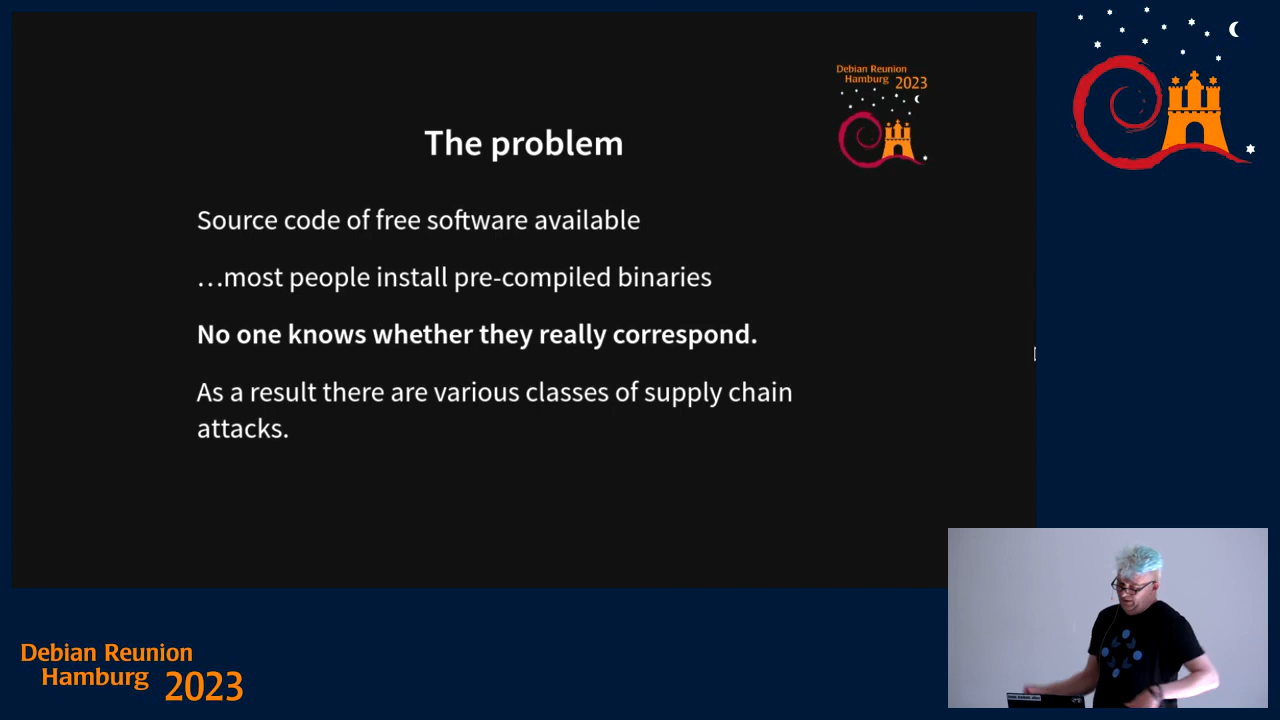 Debian Reunion
Hamburg 2023
The problem
Source code of free software available
…most people install pre-compiled binaries
No one knows whether they really correspond.
As a result there are various classes of supply chain
attacks.
Debian Reunion
Hamburg 2023